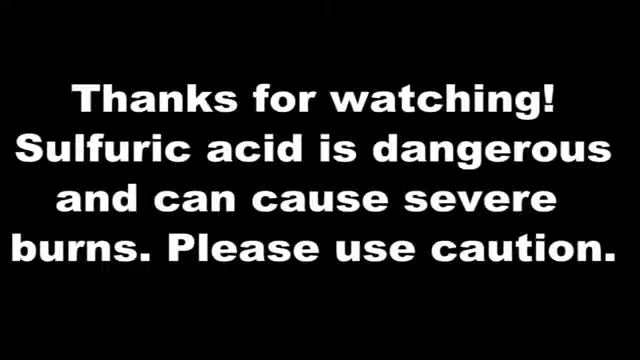 Thanks for watching!
Sulfuric acid is dangerous
and can cause severe
burns. Please use caution.